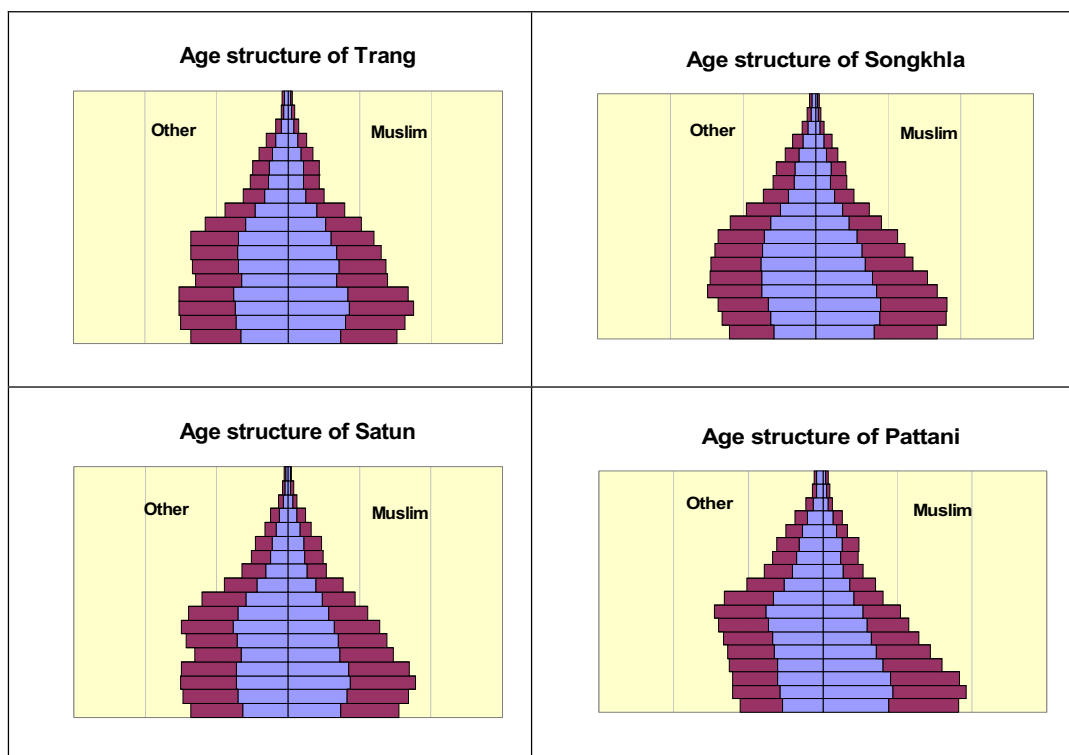 Age structure of Trang
Other
Muslim
Age structure of Songkhla
Other
Muslim
Age structure of Satun
Other
Muslim
Age structure of Pattani
Other
Muslim